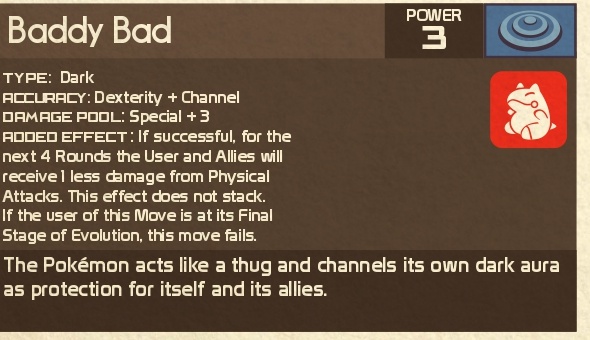 Baddy Bad
POWER
3
TYPE: Dark
ACCURACY: Dexterity + Channel
DAMAGE POOL: Special + 3
ADDED EFFECT: If successful, for the
next 4 Rounds the User and Allies will
receive 1 less damage from Physical
Attacks. This effect does not stack.
If the user of this Move is at its Final
Stage of Evolution, this move fails.
The Pokémon acts like a thug and channels its own dark aura
as protection for itself and its allies.